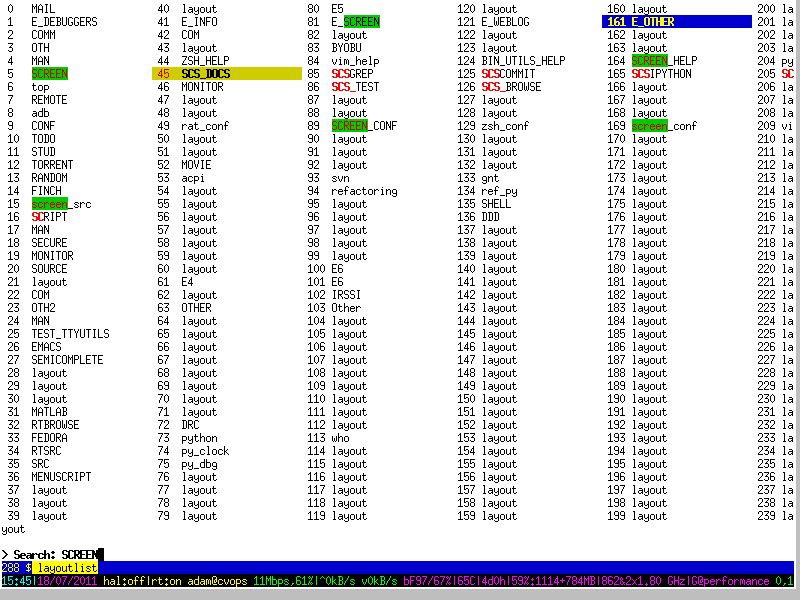 0 MAIL 40 layout 80 E5 120 layout 160 layout 200 la
1 E_DEBUGGERS 41 E_INFO 81 E_SCREEN 121 E_WEBLOG 161 E_OTHER 201 la
2 COMM 42 COM 82 layout 122 layout 162 layout 202 la
3 OTH 43 layout 83 BYOBU 123 layout 163 layout 203 la
4 MAN 44 ZSH_HELP 84 vim_help 124 BIN_UTILS_HELP 164 SCREEN_HELP 204 py
5 SCREEN 45 SCS_DOCS 85 SCSGREP 125 SCSCOMMIT 165 SCSIPYTHON 205 SC
6 top 46 MONITOR 86 SCS_TEST 126 SCS_BROWSE 166 layout 206 la
7 REMOTE 47 layout 87 layout 127 layout 167 layout 207 la
8 adb 48 layout 88 layout 128 layout 168 layout 208 la
9 CONF 49 rat_conf 89 SCREEN_CONF 129 zsh_conf 169 screen_conf 209 vi
10 TODO 50 layout 90 layout 130 layout 170 layout 210 la
11 STUD 51 layout 91 layout 131 layout 171 layout 211 la
12 TORRENT 52 MOVIE 92 layout 132 layout 172 layout 212 la
13 RANDOM 53 acpi 93 svn 133 gnt 173 layout 213 la
14 FINCH 54 layout 94 refactoring 134 ref_py 174 layout 214 la
15 screen_src 55 layout 95 layout 135 SHELL 175 layout 215 la
16 SCRIPT 56 layout 96 layout 136 DDD 176 layout 216 la
17 MAN 57 layout 97 layout 137 layout 177 layout 217 la
18 SECURE 58 layout 98 layout 138 layout 178 layout 218 la
19 MONITOR 59 layout 99 layout 139 layout 179 layout 219 la
20 SOURCE 60 layout 100 E6 140 layout 180 layout 220 la
21 layout 61 E4 101 E6 141 layout 181 layout 221 la
22 COM 62 layout 102 IRSSI 142 layout 182 layout 222 la
23 OTH2 63 OTHER 103 Other 143 layout 183 layout 223 la
24 MAN 64 layout 104 layout 144 layout 184 layout 224 la
25 TEST_TTYUTILS 65 layout 105 layout 145 layout 185 layout 225 la
26 EMACS 66 layout 106 layout 146 layout 186 layout 226 la
27 SEMICOMPLETE 67 layout 107 layout 147 layout 187 layout 227 la
28 layout 68 layout 108 layout 148 layout 188 layout 228 la
29 layout 69 layout 109 layout 149 layout 189 layout 229 la
30 layout 70 layout 110 layout 150 layout 190 layout 230 la
31 MATLAB 71 layout 111 layout 151 layout 191 layout 231 la
32 RTBROWSE 72 DRC 112 layout 152 layout 192 layout 232 la
33 FEDORA 73 python 113 who 153 layout 193 layout 233 la
34 RTSRC 74 py_clock 114 layout 154 layout 194 layout 234 la
35 SRC 75 py_dbg 115 layout 155 layout 195 layout 235 la
36 MENUSCRIPT 76 layout 116 layout 156 layout 196 layout 236 la
37 layout 77 layout 117 layout 157 layout 197 layout 237 la
38 layout 78 layout 118 layout 158 layout 198 layout 238 la
39 layout 79 layout 119 layout 159 layout 199 layout 239 la
yout
> Search: SCREEN
288 $ layoutlist
15:45|18/07/2011 hal:off|rt:on adam@cvops 11Mbps,61%|^0kB/s v0kB/s bF97/67%|65C|4d0h|59%:1114+784MB|862&2x1.80 GHz|G@performance 0.1